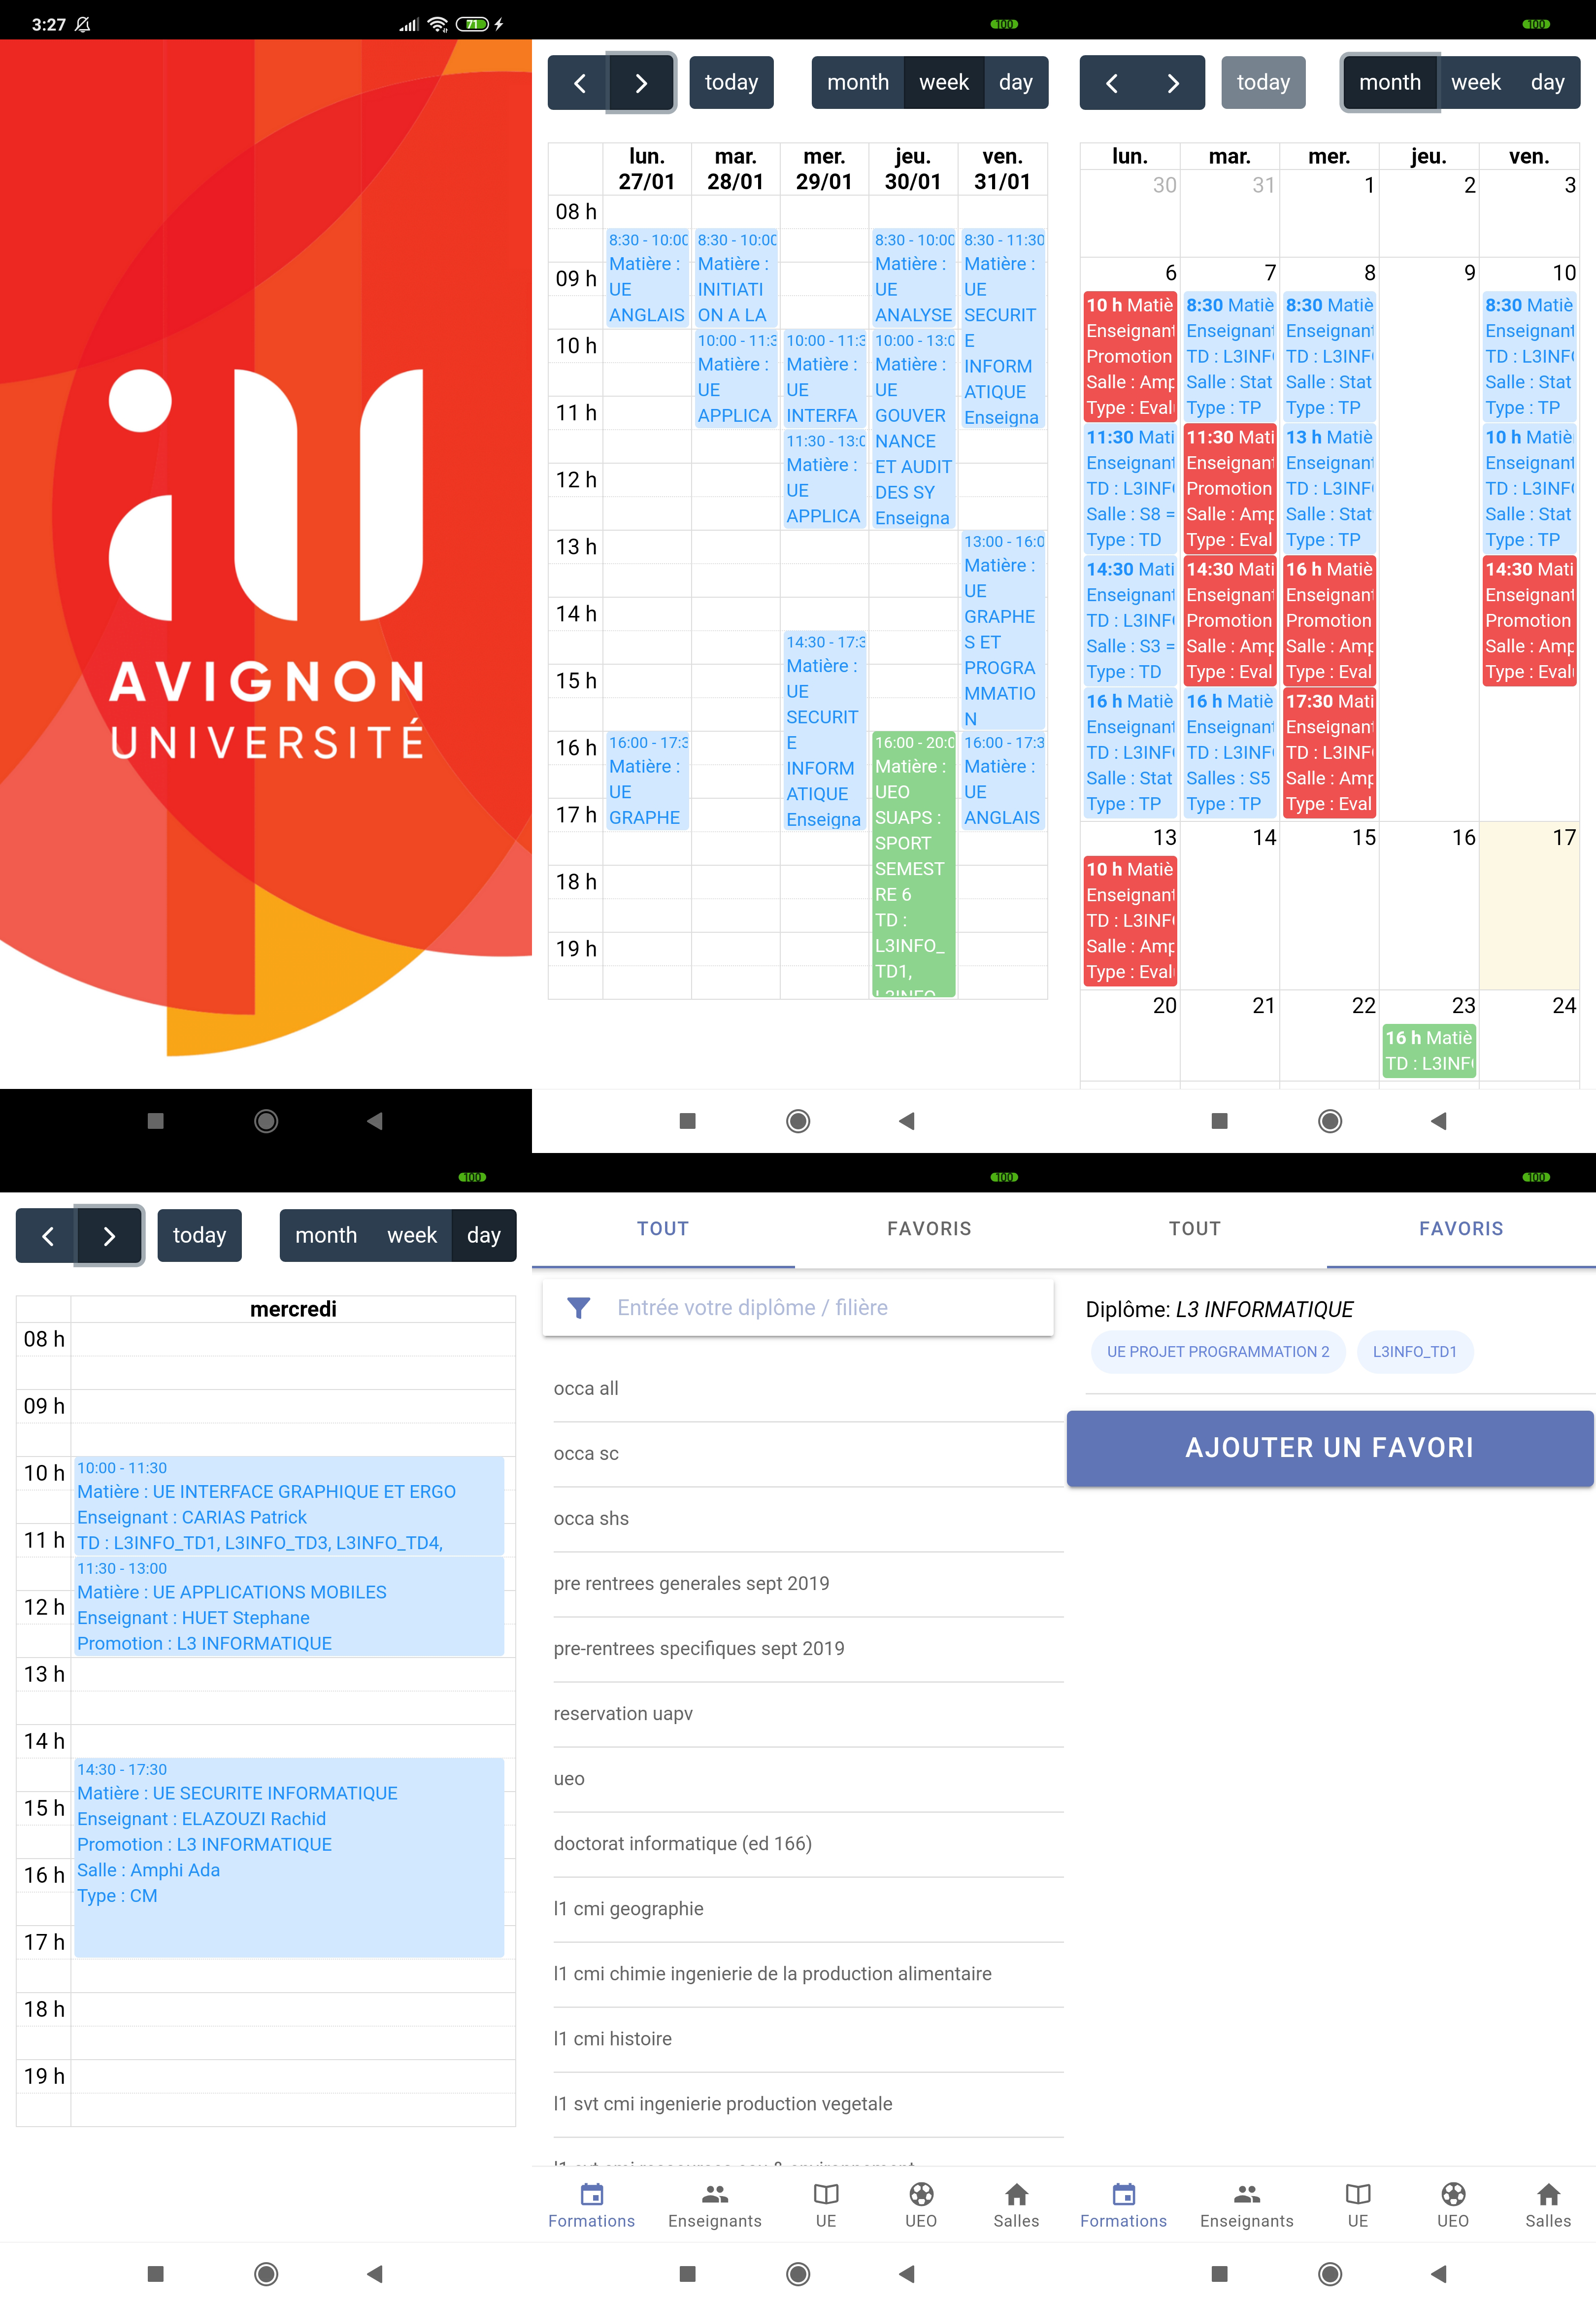 3:27
71
AVIGNON
UNIVERSITÉ
100
today
month week day
lun. 27/01
mar. 28/01
mer. 29/01
jeu. 30/01
ven. 31/01
08 h
09 h
10 h
11 h
12 h
13 h
14 h
15 h
16 h
17 h
18 h
19 h
8:30 - 10:00
Matière :
UE
ANGLAIS
16:00 - 17:3
Matière :
UE
GRAPHE
8:30 - 10:00
Matière :
INITIATI
ON A LA
10:00 - 11:3
Matière :
UE
APPLICA
10:00 - 11:3
Matière :
UE
INTERFA
11:30 - 13:0
Matière :
UE
APPLICA
14:30 - 17:3
Matière :
UE
SECURIT
E
INFORM
ATIQUE
Enseigna
8:30 - 10:00
Matière :
UE
ANALYSE
10:00 - 13:0
Matière :
UE
GOUVER
NANCE
ET AUDIT
DES SY
Enseigna
16:00 - 20:0
Matière :
UEO
SUAPS :
SPORT
SEMEST
RE 6
TD :
L3INFO_
TD1,
8:30 - 11:30
Matière :
UE
SECURIT
E
INFORM
ATIQUE
Enseigna
13:00 - 16:0
Matière :
UE
GRAPHE
S ET
PROGRA
MMATIO
N
16:00 - 17:3
Matière :
UE
ANGLAIS
100
today
month week day
lun. mar. mer. jeu. ven.
30 31 1 2 3
6 7 8 9 10
10 h Matiè
Enseignant
Promotion
Salle : Amp
Type : Eval
11:30 Mati
Enseignant
TD : L3INF
Salle : S8 =
Type : TD
14:30 Mati
Enseignant
TD : L3INF
Salle : S3 =
Type : TD
16 h Matiè
Enseignant
TD : L3INF
Salle : Stat
Type : TP
8:30 Matiè
Enseignant
TD : L3INF
Salle : Stat
Type : TP
11:30 Mati
Enseignant
Promotion
Salle : Amp
Type : Eval
14:30 Mati
Enseignant
Promotion
Salle : Amp
Type : Eval
16 h Matiè
Enseignant
TD : L3INF
Salles : S5
Type : TP
8:30 Matiè
Enseignant
TD : L3INF
Salle : Stat
Type : TP
13 h Matiè
Enseignant
TD : L3INF
Salle : Stat
Type : TP
16 h Matiè
Enseignant
Promotion
Salle : Amp
Type : Eval
17:30 Mati
Enseignant
TD : L3INF
Salle : Amp
Type : Eval
8:30 Matiè
Enseignant
TD : L3INF
Salle : Stat
Type : TP
10 h Matiè
Enseignant
TD : L3INF
Salle : Stat
Type : TP
14:30 Mati
Enseignant
Promotion
Salle : Amp
Type : Eval
13 14 15 16 17
10 h Matiè
Enseignant
TD : L3INF
Salle : Amp
Type : Eval
20 21 22 23 24
16 h Matiè
TD : L3INF
100
today
month week day
mercredi
08 h
09 h
10 h
11 h
12 h
13 h
14 h
15 h
16 h
17 h
18 h
19 h
10:00 - 11:30
Matière : UE INTERFACE GRAPHIQUE ET ERGO
Enseignant : CARIAS Patrick
TD : L3INFO_TD1, L3INFO_TD3, L3INFO_TD4,
11:30 - 13:00
Matière : UE APPLICATIONS MOBILES
Enseignant : HUET Stephane
Promotion : L3 INFORMATIQUE
14:30 - 17:30
Matière : UE SECURITE INFORMATIQUE
Enseignant : ELAZOUZI Rachid
Promotion : L3 INFORMATIQUE
Salle : Amphi Ada
Type : CM
100
TOUT FAVORIS
Entrée votre diplôme / filière
occa all
occa sc
occa shs
pre rentrees generales sept 2019
pre-rentrees specifiques sept 2019
reservation uapv
ueo
doctorat informatique (ed 166)
l1 cmi geographie
l1 cmi chimie ingenierie de la production alimentaire
l1 cmi histoire
l1 svt cmi ingenierie production vegetale
Formations Enseignants UE UEO Salles
100
TOUT FAVORIS
Diplôme: L3 INFORMATIQUE
UE PROJET PROGRAMMATION 2 L3INFO_TD1
AJOUTER UN FAVORI
Formations Enseignants UE UEO Salles